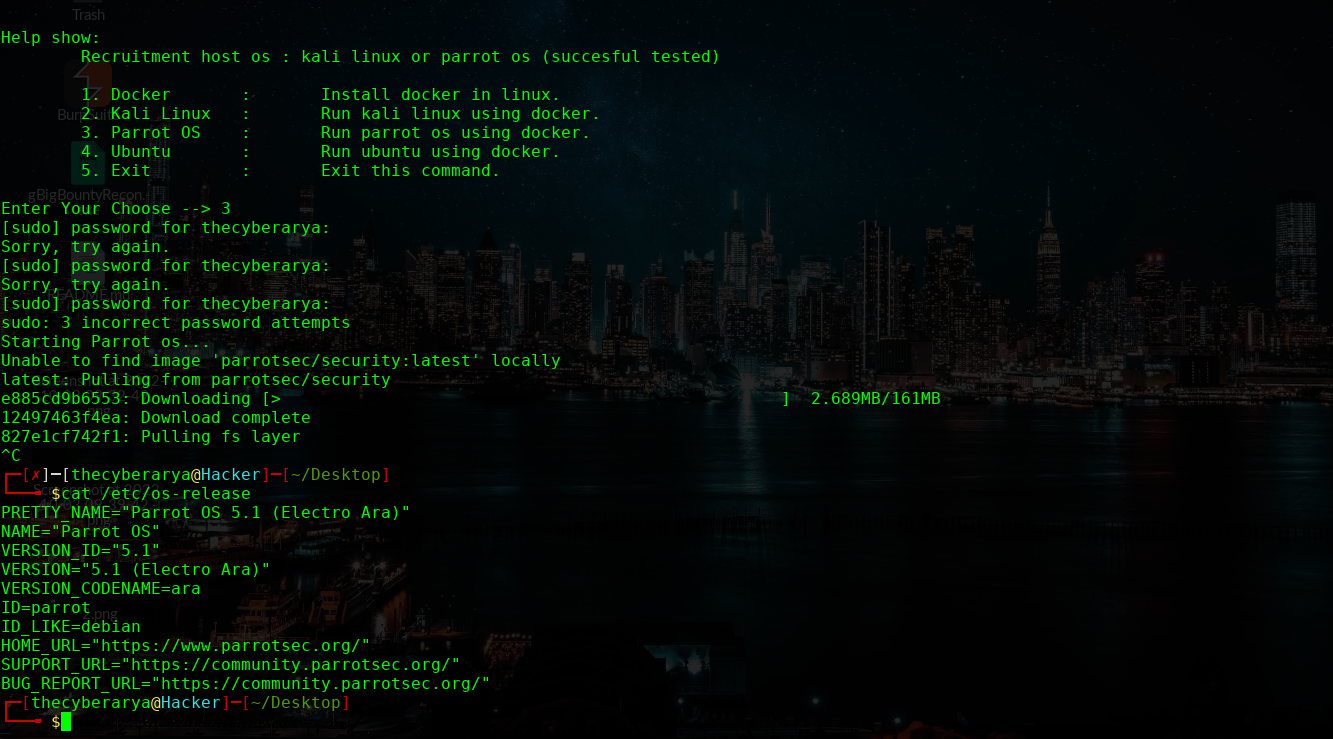 Trash
Help show:
Recruitment host os : kali linux or parrot os (succesful tested)
1. Docker : Install docker in linux.
2. Kali Linux : Run kali linux using docker.
3. Parrot OS : Run parrot os using docker.
4. Ubuntu : Run ubuntu using docker.
5. Exit : Exit this command.
BurpSuite
gBigBountyRecon
Enter Your Choose --> 3
[sudo] password for thecyberarya:
Sorry, try again.
[sudo] password for thecyberarya:
Sorry, try again.
[sudo] password for thecyberarya:
sudo: 3 incorrect password attempts
Starting Parrot os...
Unable to find image 'parrotsec/security:latest' locally
latest: Pulling from parrotsec/security
e885cd9b6553: Downloading [> ] 2.689MB/161MB
12497463f4ea: Download complete
827e1cf742f1: Pulling fs layer
^C
┌─[✗]─[thecyberarya@Hacker]─[~/Desktop]
└──╼ $cat /etc/os-release
PRETTY_NAME="Parrot OS 5.1 (Electro Ara)"
NAME="Parrot OS"
VERSION_ID="5.1"
VERSION="5.1 (Electro Ara)"
VERSION_CODENAME=ara
ID=parrot
ID_LIKE=debian
HOME_URL="https://www.parrotsec.org/"
SUPPORT_URL="https://community.parrotsec.org/"
BUG_REPORT_URL="https://community.parrotsec.org/"
2.png
┌─[thecyberarya@Hacker]─[~/Desktop]
└──╼ $